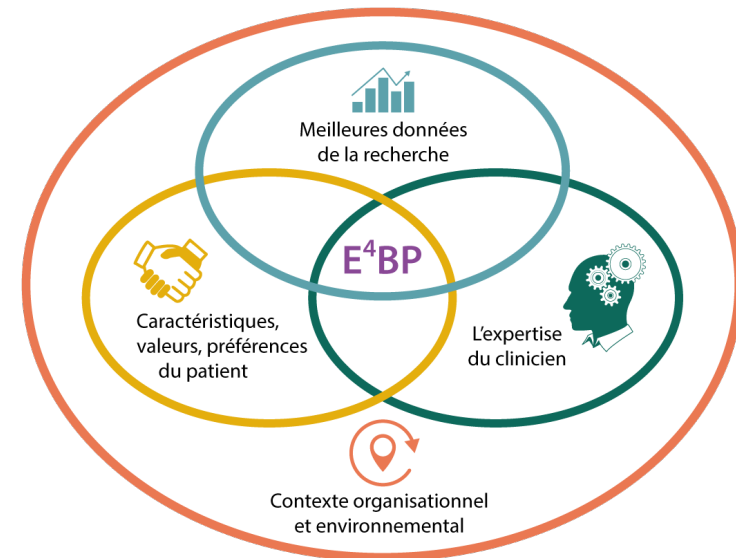 Meilleures données
de la recherche
E⁴BP
Caractéristiques,
valeurs, préférences
du patient
L'expertise
du clinicien
Contexte organisationnel
et environnemental